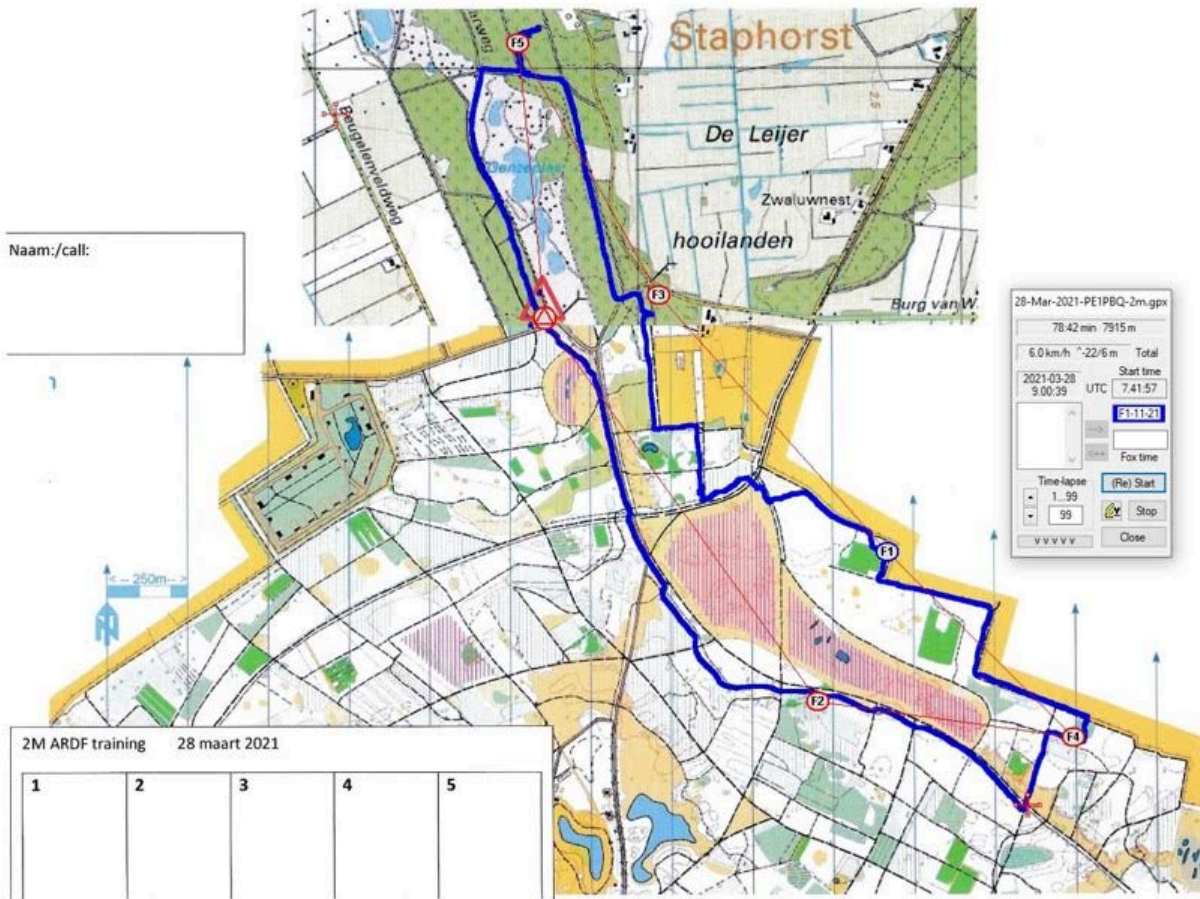 Staphorst
F5
Beugelenveldweg
De Leijer
Zwaluwnest
hooilanden
F3
Burg van W.
2.5
Naam:/call:
28-Mar-2021-PE1PBQ-2m.gpx
78:42 min 7915 m
6.0 km/h ^-22/6 m Total
Start time
2021-03-28
9.00:39
UTC
7.41:57
F1-11-21
-->
<--
Fox time
Time-lapse
1...99
99
(Re) Start
Stop
Close
v v v v v
F1
< -- 250m-- >
N
F2
F4
2M ARDF training 28 maart 2021
1 2 3 4 5